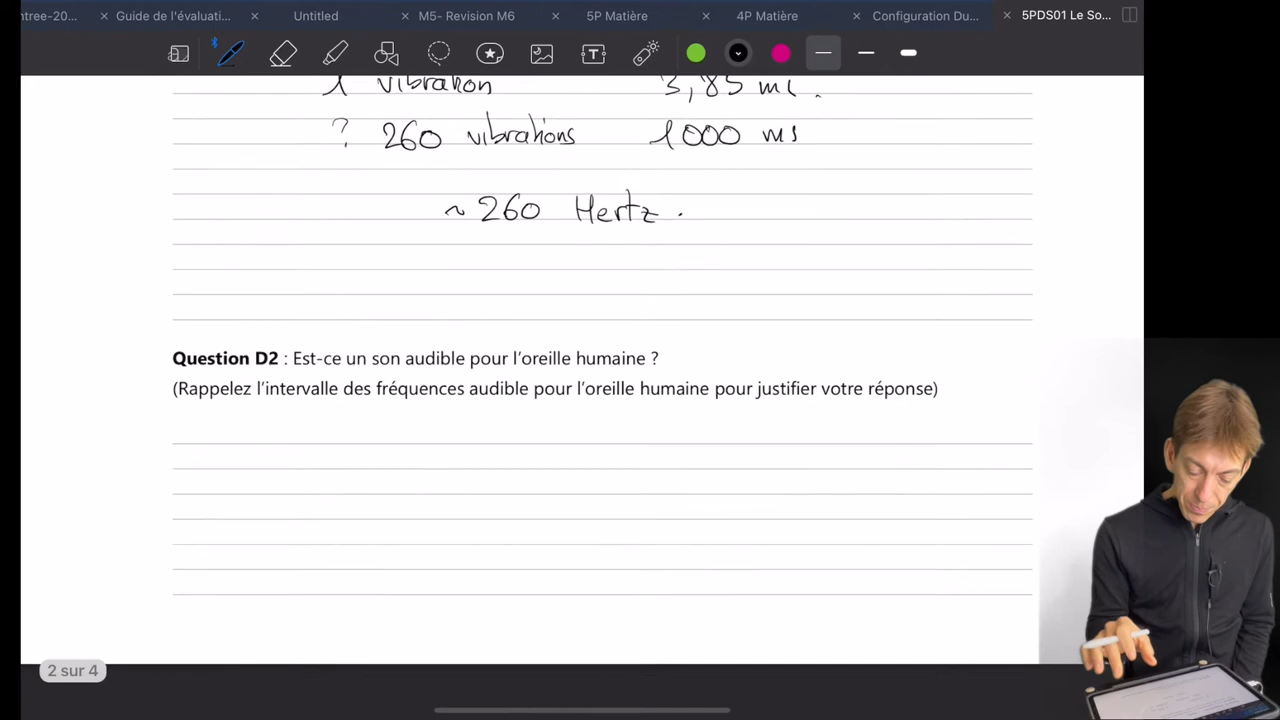 ntree-20...
Guide de l'évaluati...
Untitled
M5- Revision M6
5P Matière
4P Matière
Configuration Du...
5PDS01 Le So...
T
1 vibration 3,85 ms.
? 260 vibrations 1000 ms
~ 260 Hertz.
Question D2 : Est-ce un son audible pour l'oreille humaine ?
(Rappelez l'intervalle des fréquences audible pour l'oreille humaine pour justifier votre réponse)
2 sur 4